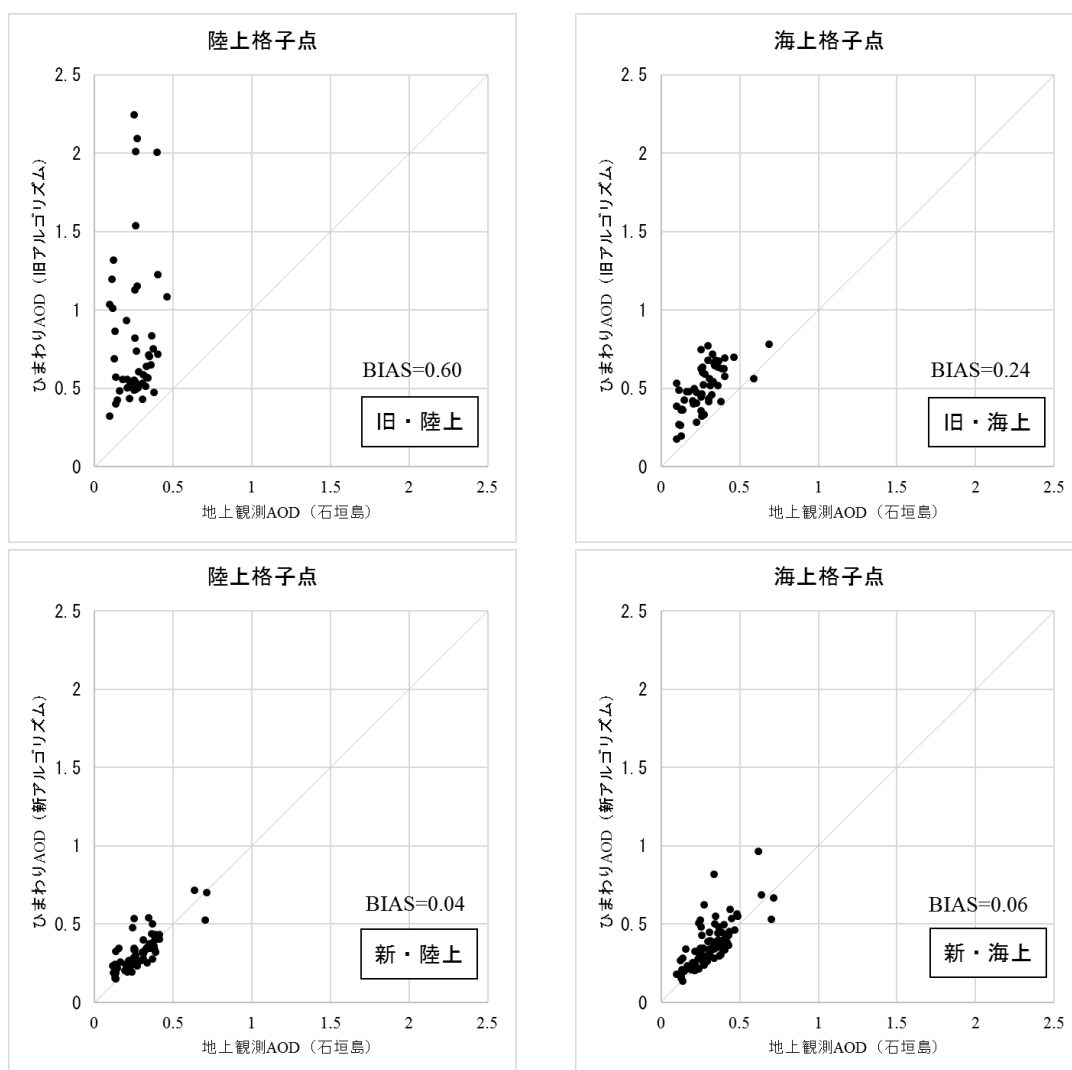 陸上格子点
2.5
2
1.5
1
0.5
0
ひまわりAOD（旧アルゴリズム）
BIAS=0.60
旧・陸上
0 0.5 1 1.5 2 2.5
地上観測AOD（石垣島）
海上格子点
2.5
2
1.5
1
0.5
0
ひまわりAOD（旧アルゴリズム）
BIAS=0.24
旧・海上
0 0.5 1 1.5 2 2.5
地上観測AOD（石垣島）
陸上格子点
2.5
2
1.5
1
0.5
0
ひまわりAOD（新アルゴリズム）
BIAS=0.04
新・陸上
0 0.5 1 1.5 2 2.5
地上観測AOD（石垣島）
海上格子点
2.5
2
1.5
1
0.5
0
ひまわりAOD（新アルゴリズム）
BIAS=0.06
新・海上
0 0.5 1 1.5 2 2.5
地上観測AOD（石垣島）